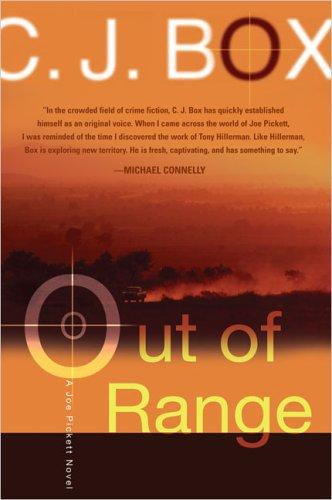 C. J. BOX
"In the crowded field of crime fiction, C. J. Box has quickly established
himself as an original voice. When I came across the world of Joe Pickett,
I was reminded of the time I discovered the work of Tony Hillerman. Like Hillerman,
Box is exploring new territory. He is fresh, captivating, and has something to say."
—MICHAEL CONNELLY
Out of
Range
A Joe Pickett Novel